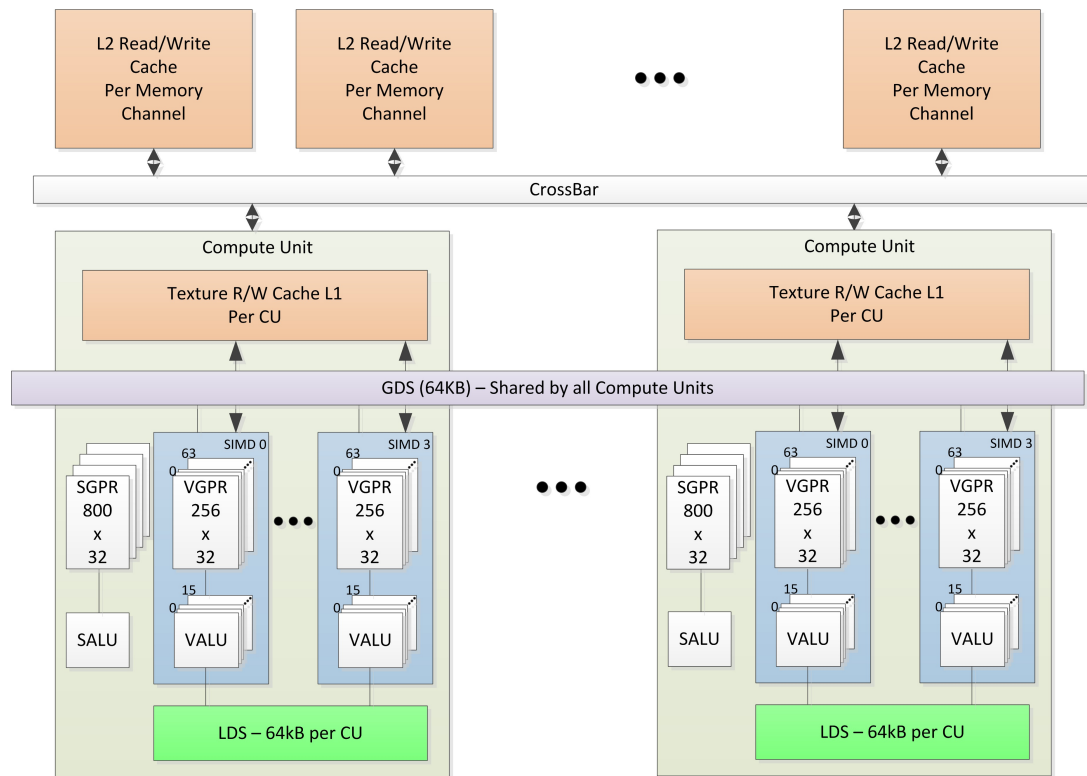 L2 Read/Write
Cache
Per Memory
Channel
L2 Read/Write
Cache
Per Memory
Channel
L2 Read/Write
Cache
Per Memory
Channel
CrossBar
Compute Unit
Texture R/W Cache L1
Per CU
Compute Unit
Texture R/W Cache L1
Per CU
GDS (64KB) – Shared by all Compute Units
SGPR
800
x
32
SALU
SIMD 0
63
0
VGPR
256
x
32
15
0
VALU
SIMD 3
63
0
VGPR
256
x
32
15
0
VALU
LDS – 64kB per CU
SGPR
800
x
32
SALU
SIMD 0
63
0
VGPR
256
x
32
15
0
VALU
SIMD 3
63
0
VGPR
256
x
32
15
0
VALU
LDS – 64kB per CU